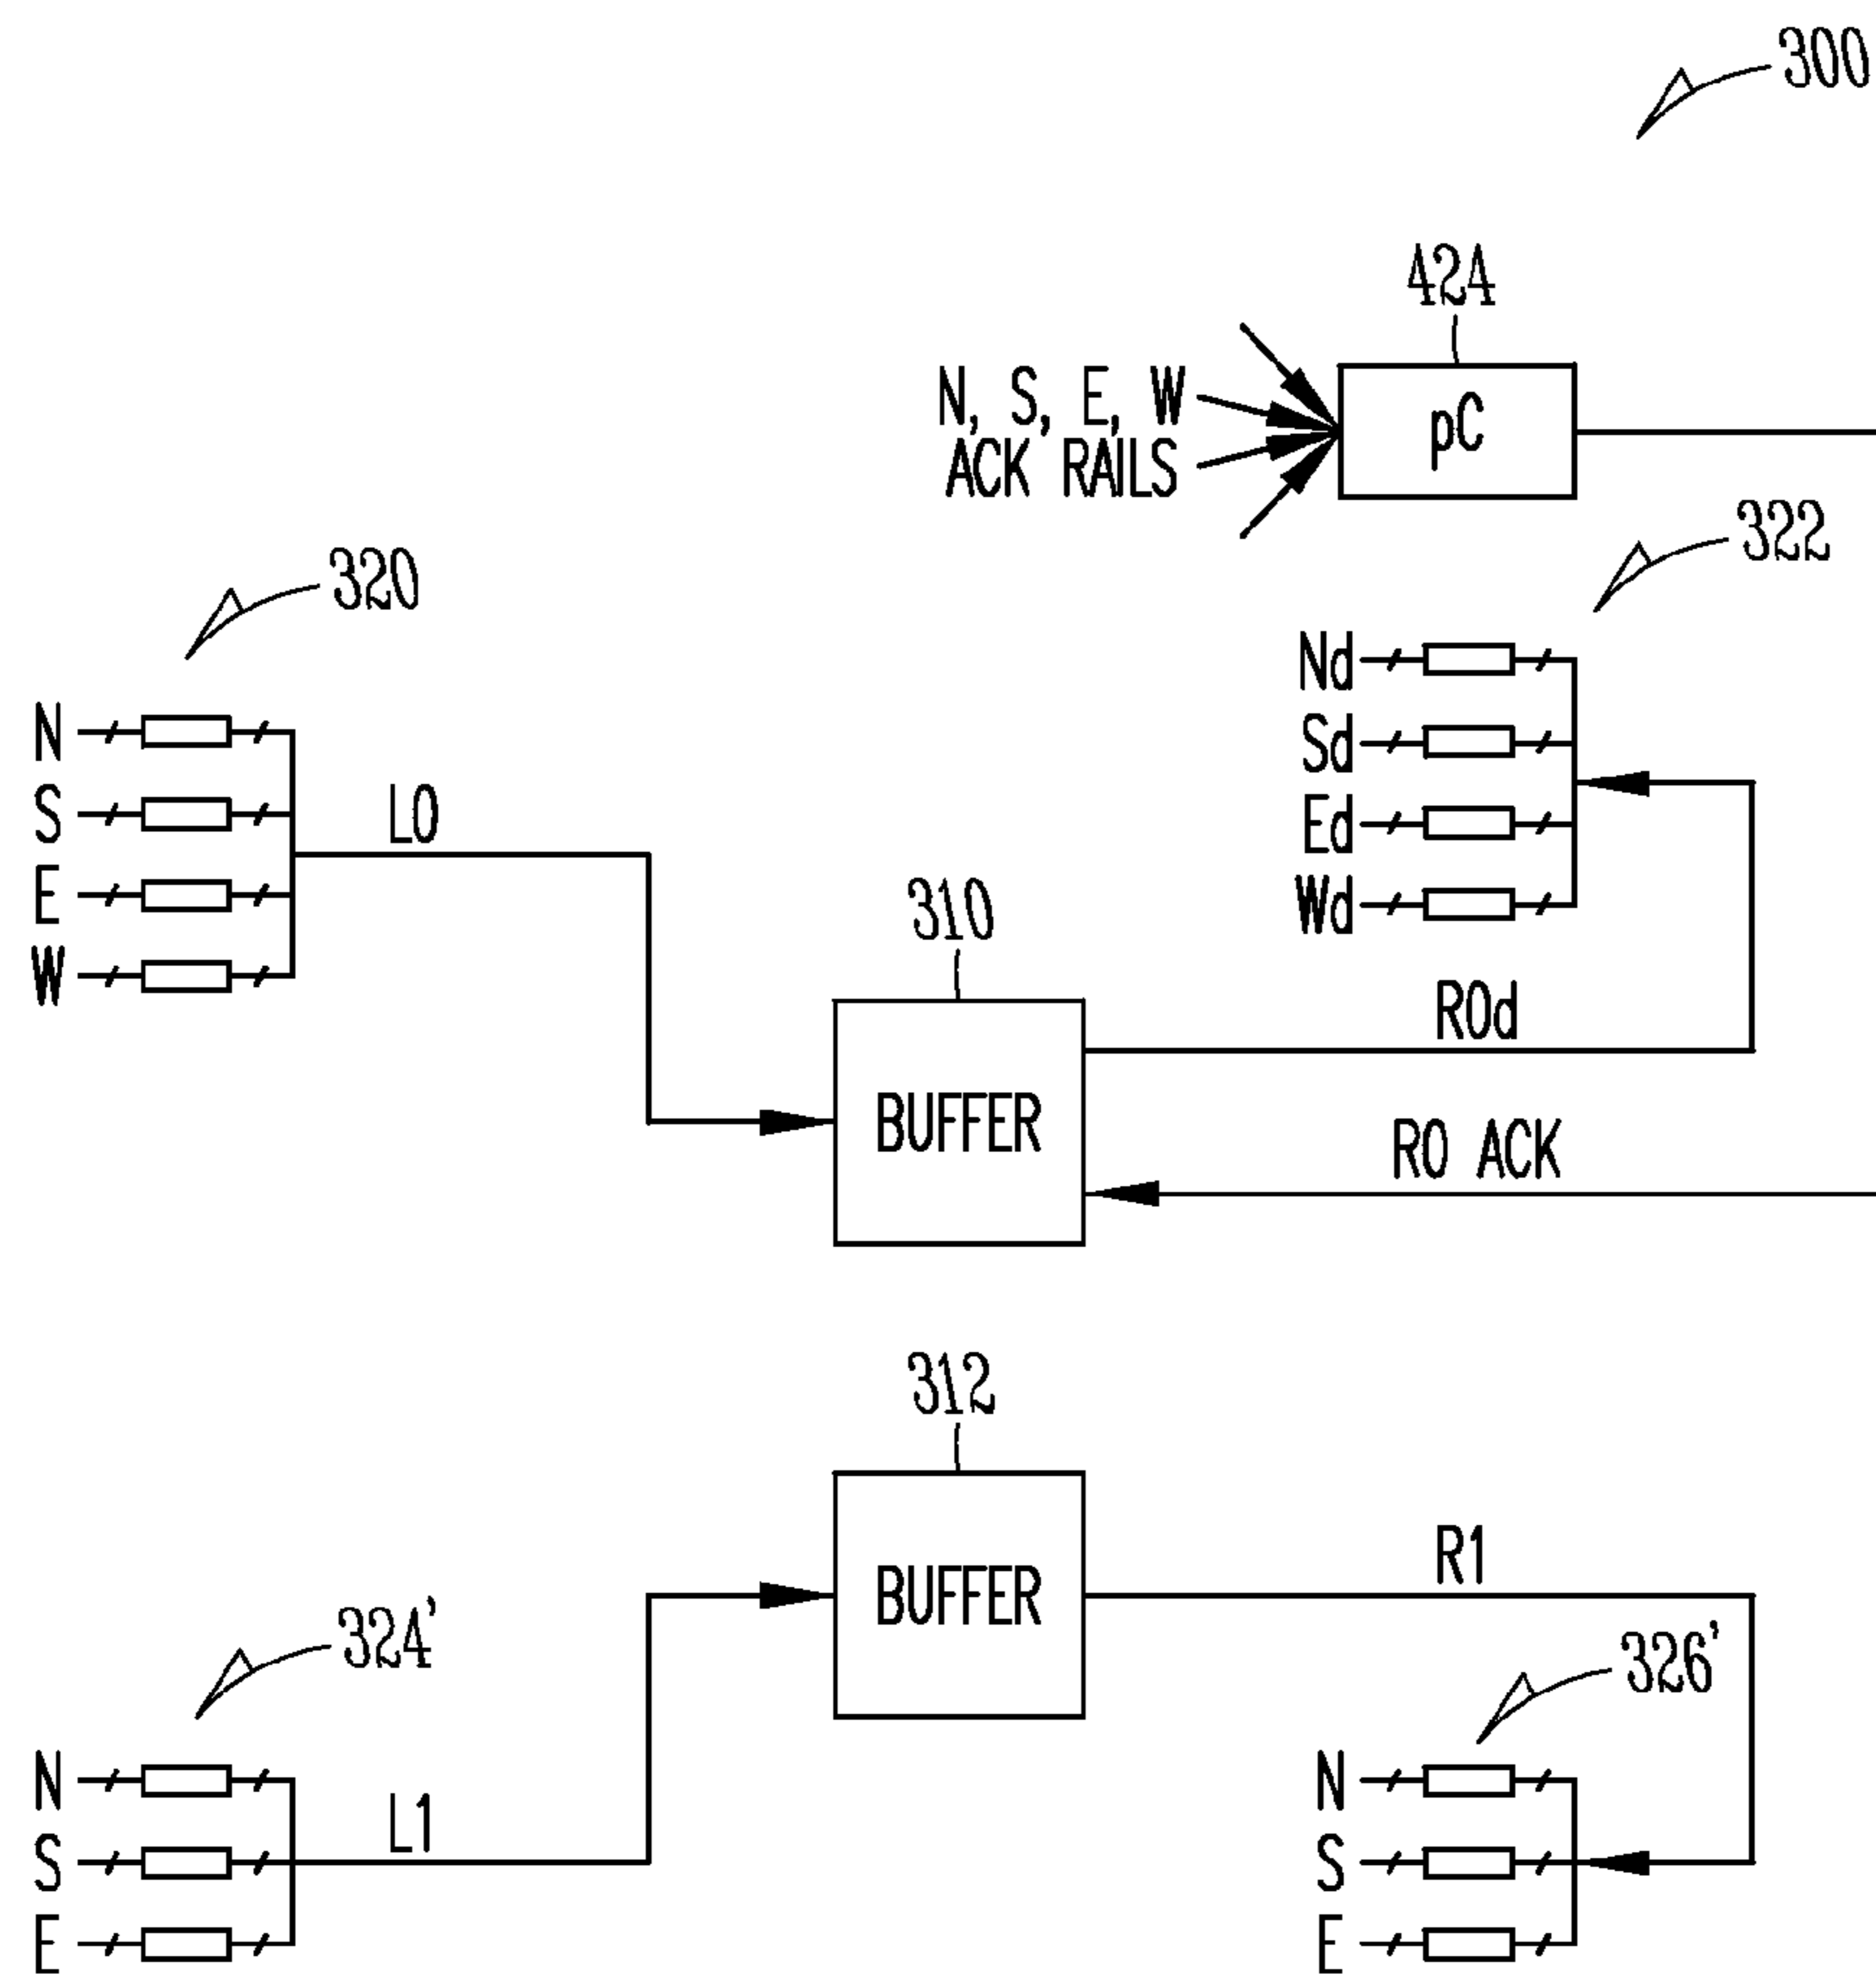 300
424
N, S, E, W
ACK RAILS
pC
322
320
Nd
Sd
Ed
Wd
N
S
E
W
L0
310
R0d
BUFFER
R0 ACK
312
BUFFER
R1
324'
326'
N
S
E
L1
N
S
E